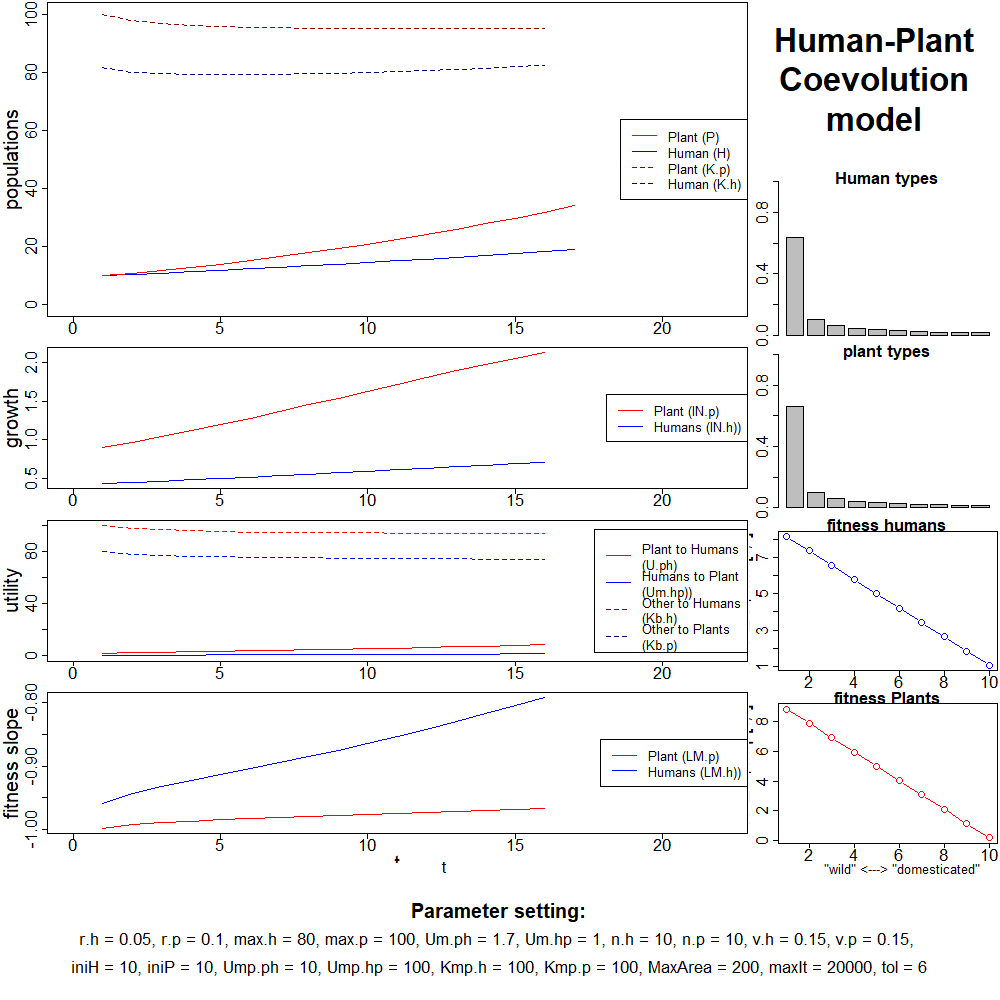 Human-Plant
Coevolution
model
populations
0 20 40 60 80 100
0 5 10 15 20
Plant (P)
Human (H)
Plant (K.p)
Human (K.h)
growth
0.5 1.0 1.5 2.0
0 5 10 15 20
Plant (IN.p)
Humans (IN.h))
utility
0 40 80
0 5 10 15 20
Plant to Humans
(U.ph)
Humans to Plant
(Um.hp))
Other to Humans
(Kb.h)
Other to Plants
(Kb.p)
fitness slope
-1.00 -0.90 -0.80
0 5 10 15 20
t
Plant (LM.p)
Humans (LM.h))
Human types
0.0 0.4 0.8
plant types
0.0 0.4 0.8
fitness humans
1 3 5 7
2 4 6 8 10
fitness Plants
0 2 4 6 8
2 4 6 8 10
"wild" <---> "domesticated"
Parameter setting:
r.h = 0.05, r.p = 0.1, max.h = 80, max.p = 100, Um.ph = 1.7, Um.hp = 1, n.h = 10, n.p = 10, v.h = 0.15, v.p = 0.15,
iniH = 10, iniP = 10, Ump.ph = 10, Ump.hp = 100, Kmp.h = 100, Kmp.p = 100, MaxArea = 200, maxIt = 20000, tol = 6